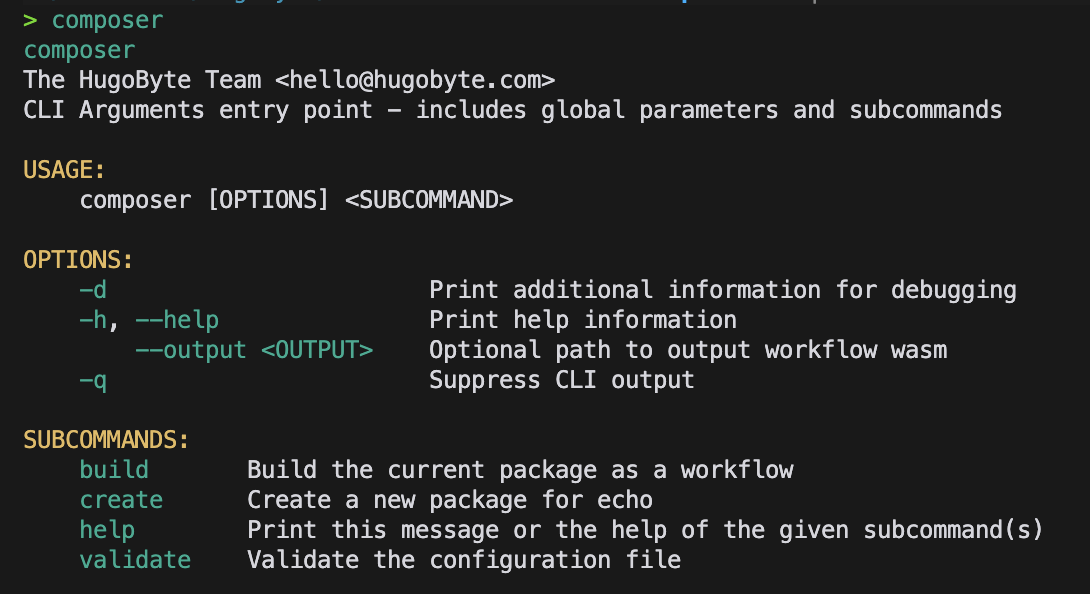 > composer
composer
The HugoByte Team <hello@hugobyte.com>
CLI Arguments entry point – includes global parameters and subcommands
USAGE:
composer [OPTIONS] <SUBCOMMAND>
OPTIONS:
-d Print additional information for debugging
-h, --help Print help information
--output <OUTPUT> Optional path to output workflow wasm
-q Suppress CLI output
SUBCOMMANDS:
build Build the current package as a workflow
create Create a new package for echo
help Print this message or the help of the given subcommand(s)
validate Validate the configuration file